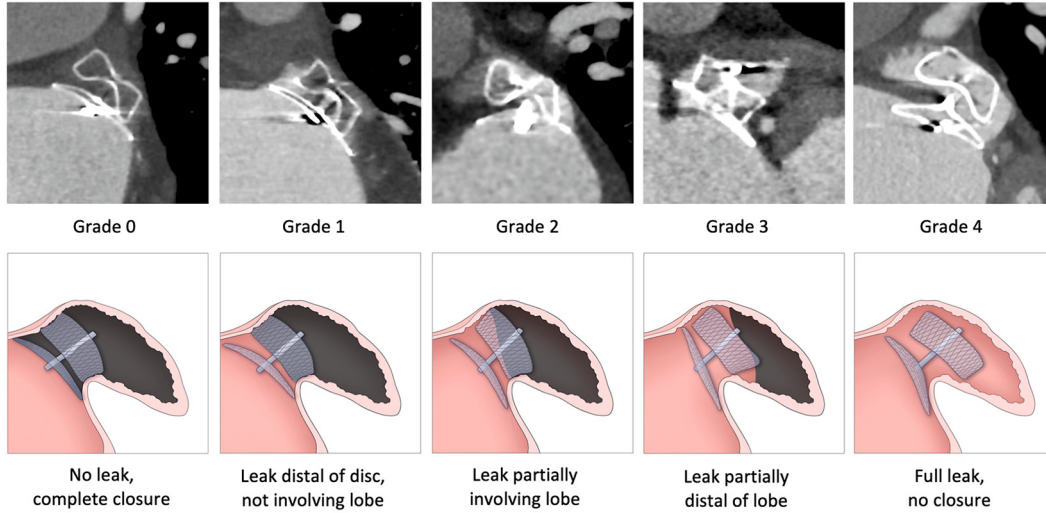 Grade 0
Grade 1
Grade 2
Grade 3
Grade 4
No leak,
complete closure
Leak distal of disc,
not involving lobe
Leak partially
involving lobe
Leak partially
distal of lobe
Full leak,
no closure